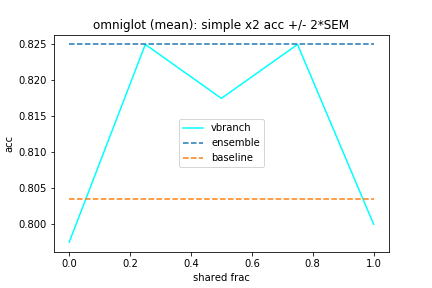 omniglot (mean): simple x2 acc +/- 2*SEM
0.825
0.820
0.815
0.810
0.805
0.800
acc
vbranch
ensemble
baseline
0.0 0.2 0.4 0.6 0.8 1.0
shared frac